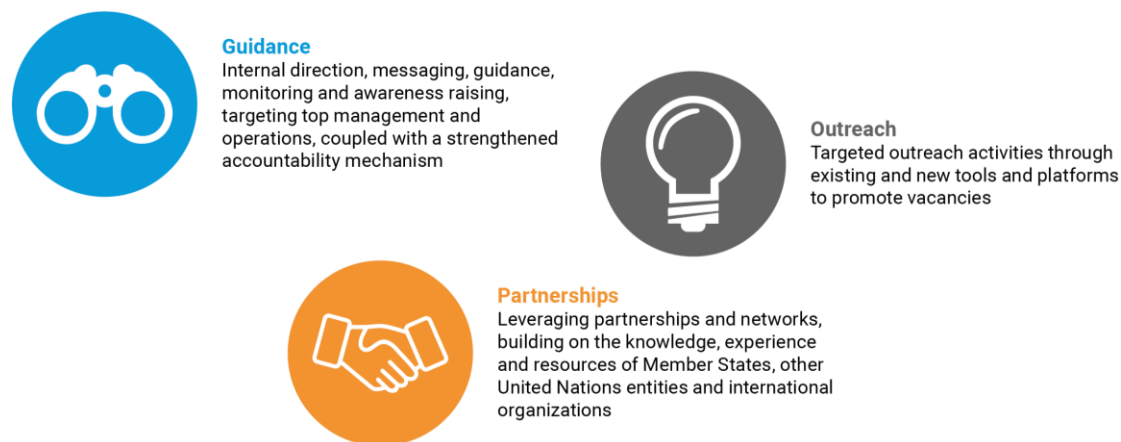 Guidance
Internal direction, messaging, guidance,
monitoring and awareness raising,
targeting top management and
operations, coupled with a strengthened
accountability mechanism
Outreach
Targeted outreach activities through
existing and new tools and platforms
to promote vacancies
Partnerships
Leveraging partnerships and networks,
building on the knowledge, experience
and resources of Member States, other
United Nations entities and international
organizations